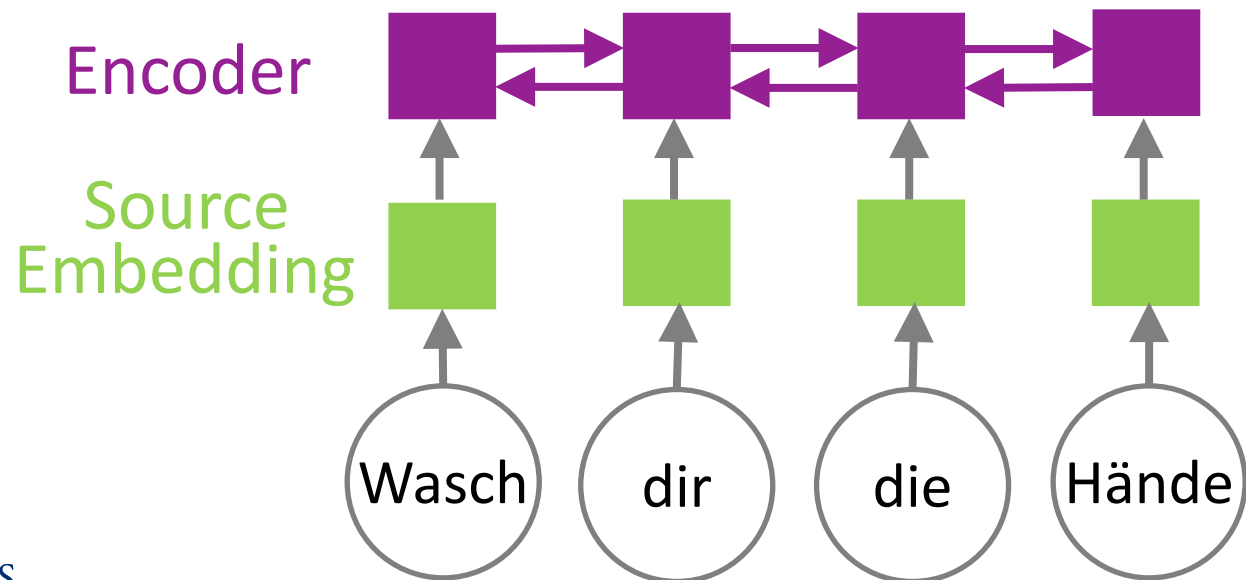 Encoder
Source
Embedding
Wasch dir die Hände
s